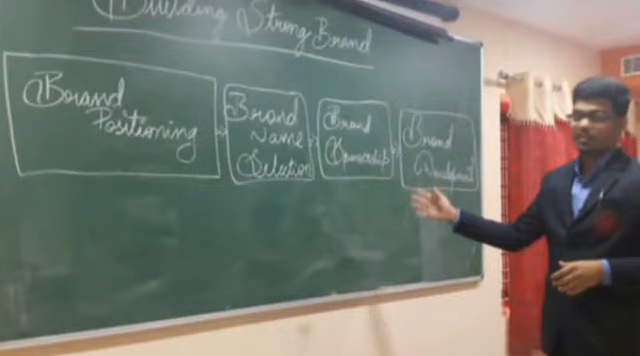 Building Strong Brand
Brand
Positioning
Brand
Name
Selection
Brand
Sponsorship
Brand
Development